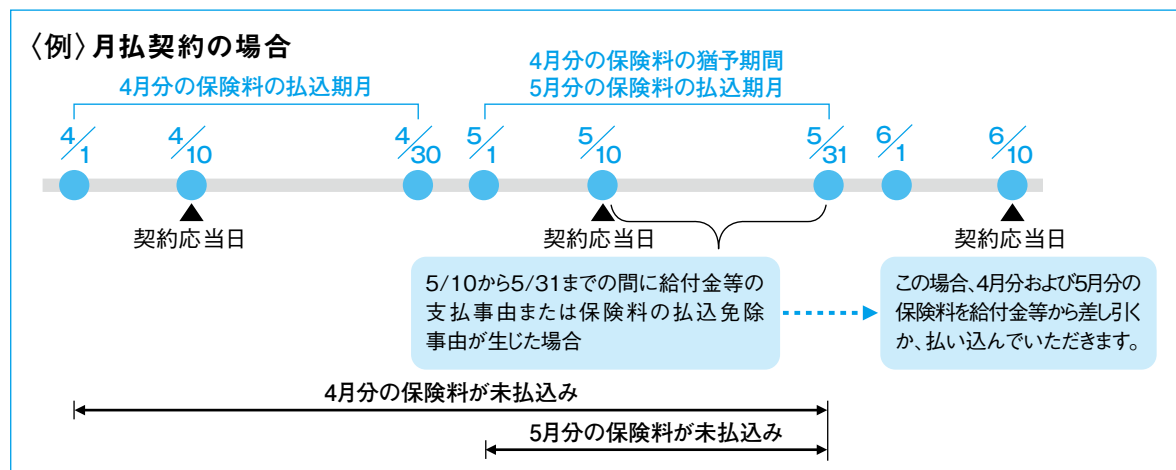 〈例〉月払契約の場合
4月分の保険料の払込期月
4月分の保険料の猶予期間
5月分の保険料の払込期月
4/1
4/10
4/30
5/1
5/10
5/31
6/1
6/10
契約応当日
契約応当日
契約応当日
5/10から5/31までの間に給付金等の
支払事由または保険料の払込免除
事由が生じた場合
この場合、4月分および5月分の
保険料を給付金等から差し引く
か、払い込んでいただきます。
4月分の保険料が未払込み
5月分の保険料が未払込み